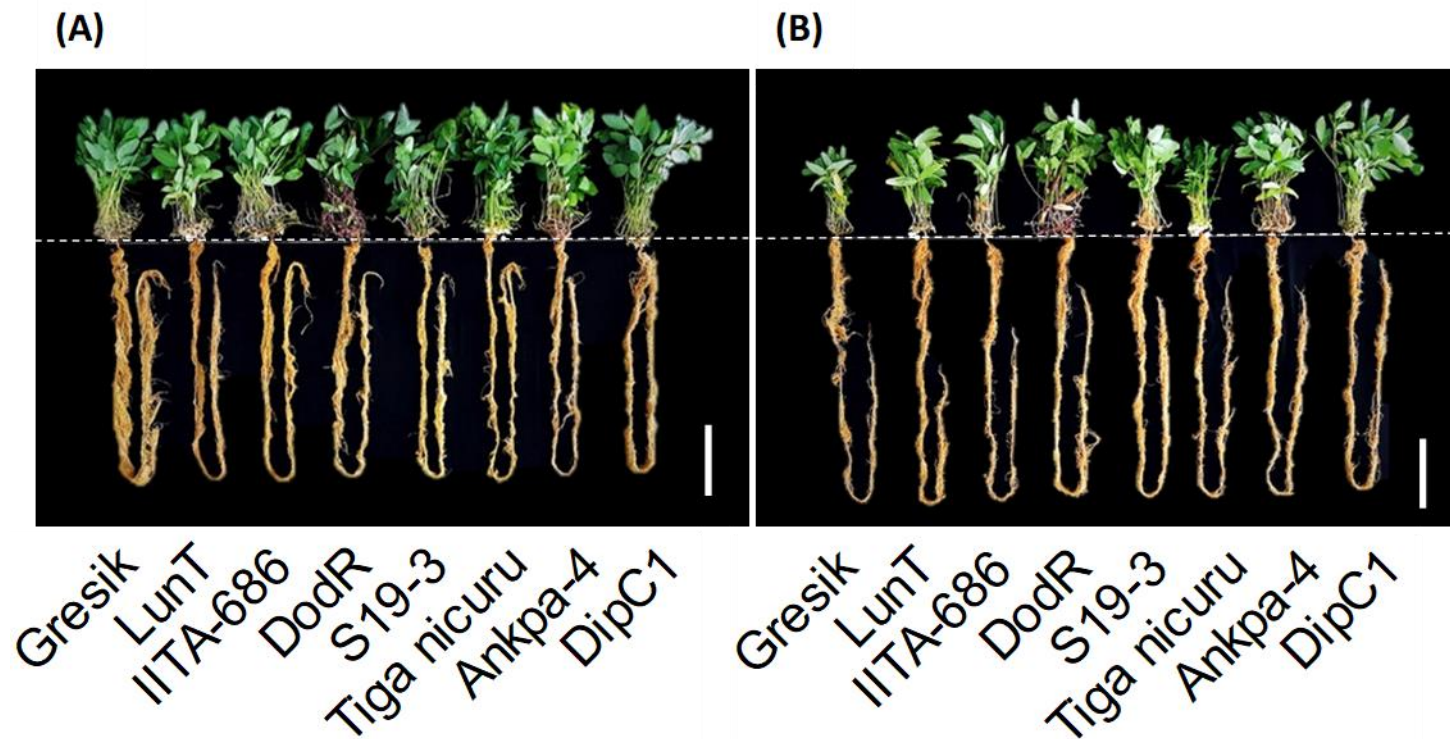 (A)
(B)
Gresik
LunT
IITA-686
DodR
S19-3
Tiga nicuru
Ankpa-4
DipC1
Gresik
LunT
IITA-686
DodR
S19-3
Tiga nicuru
Ankpa-4
DipC1